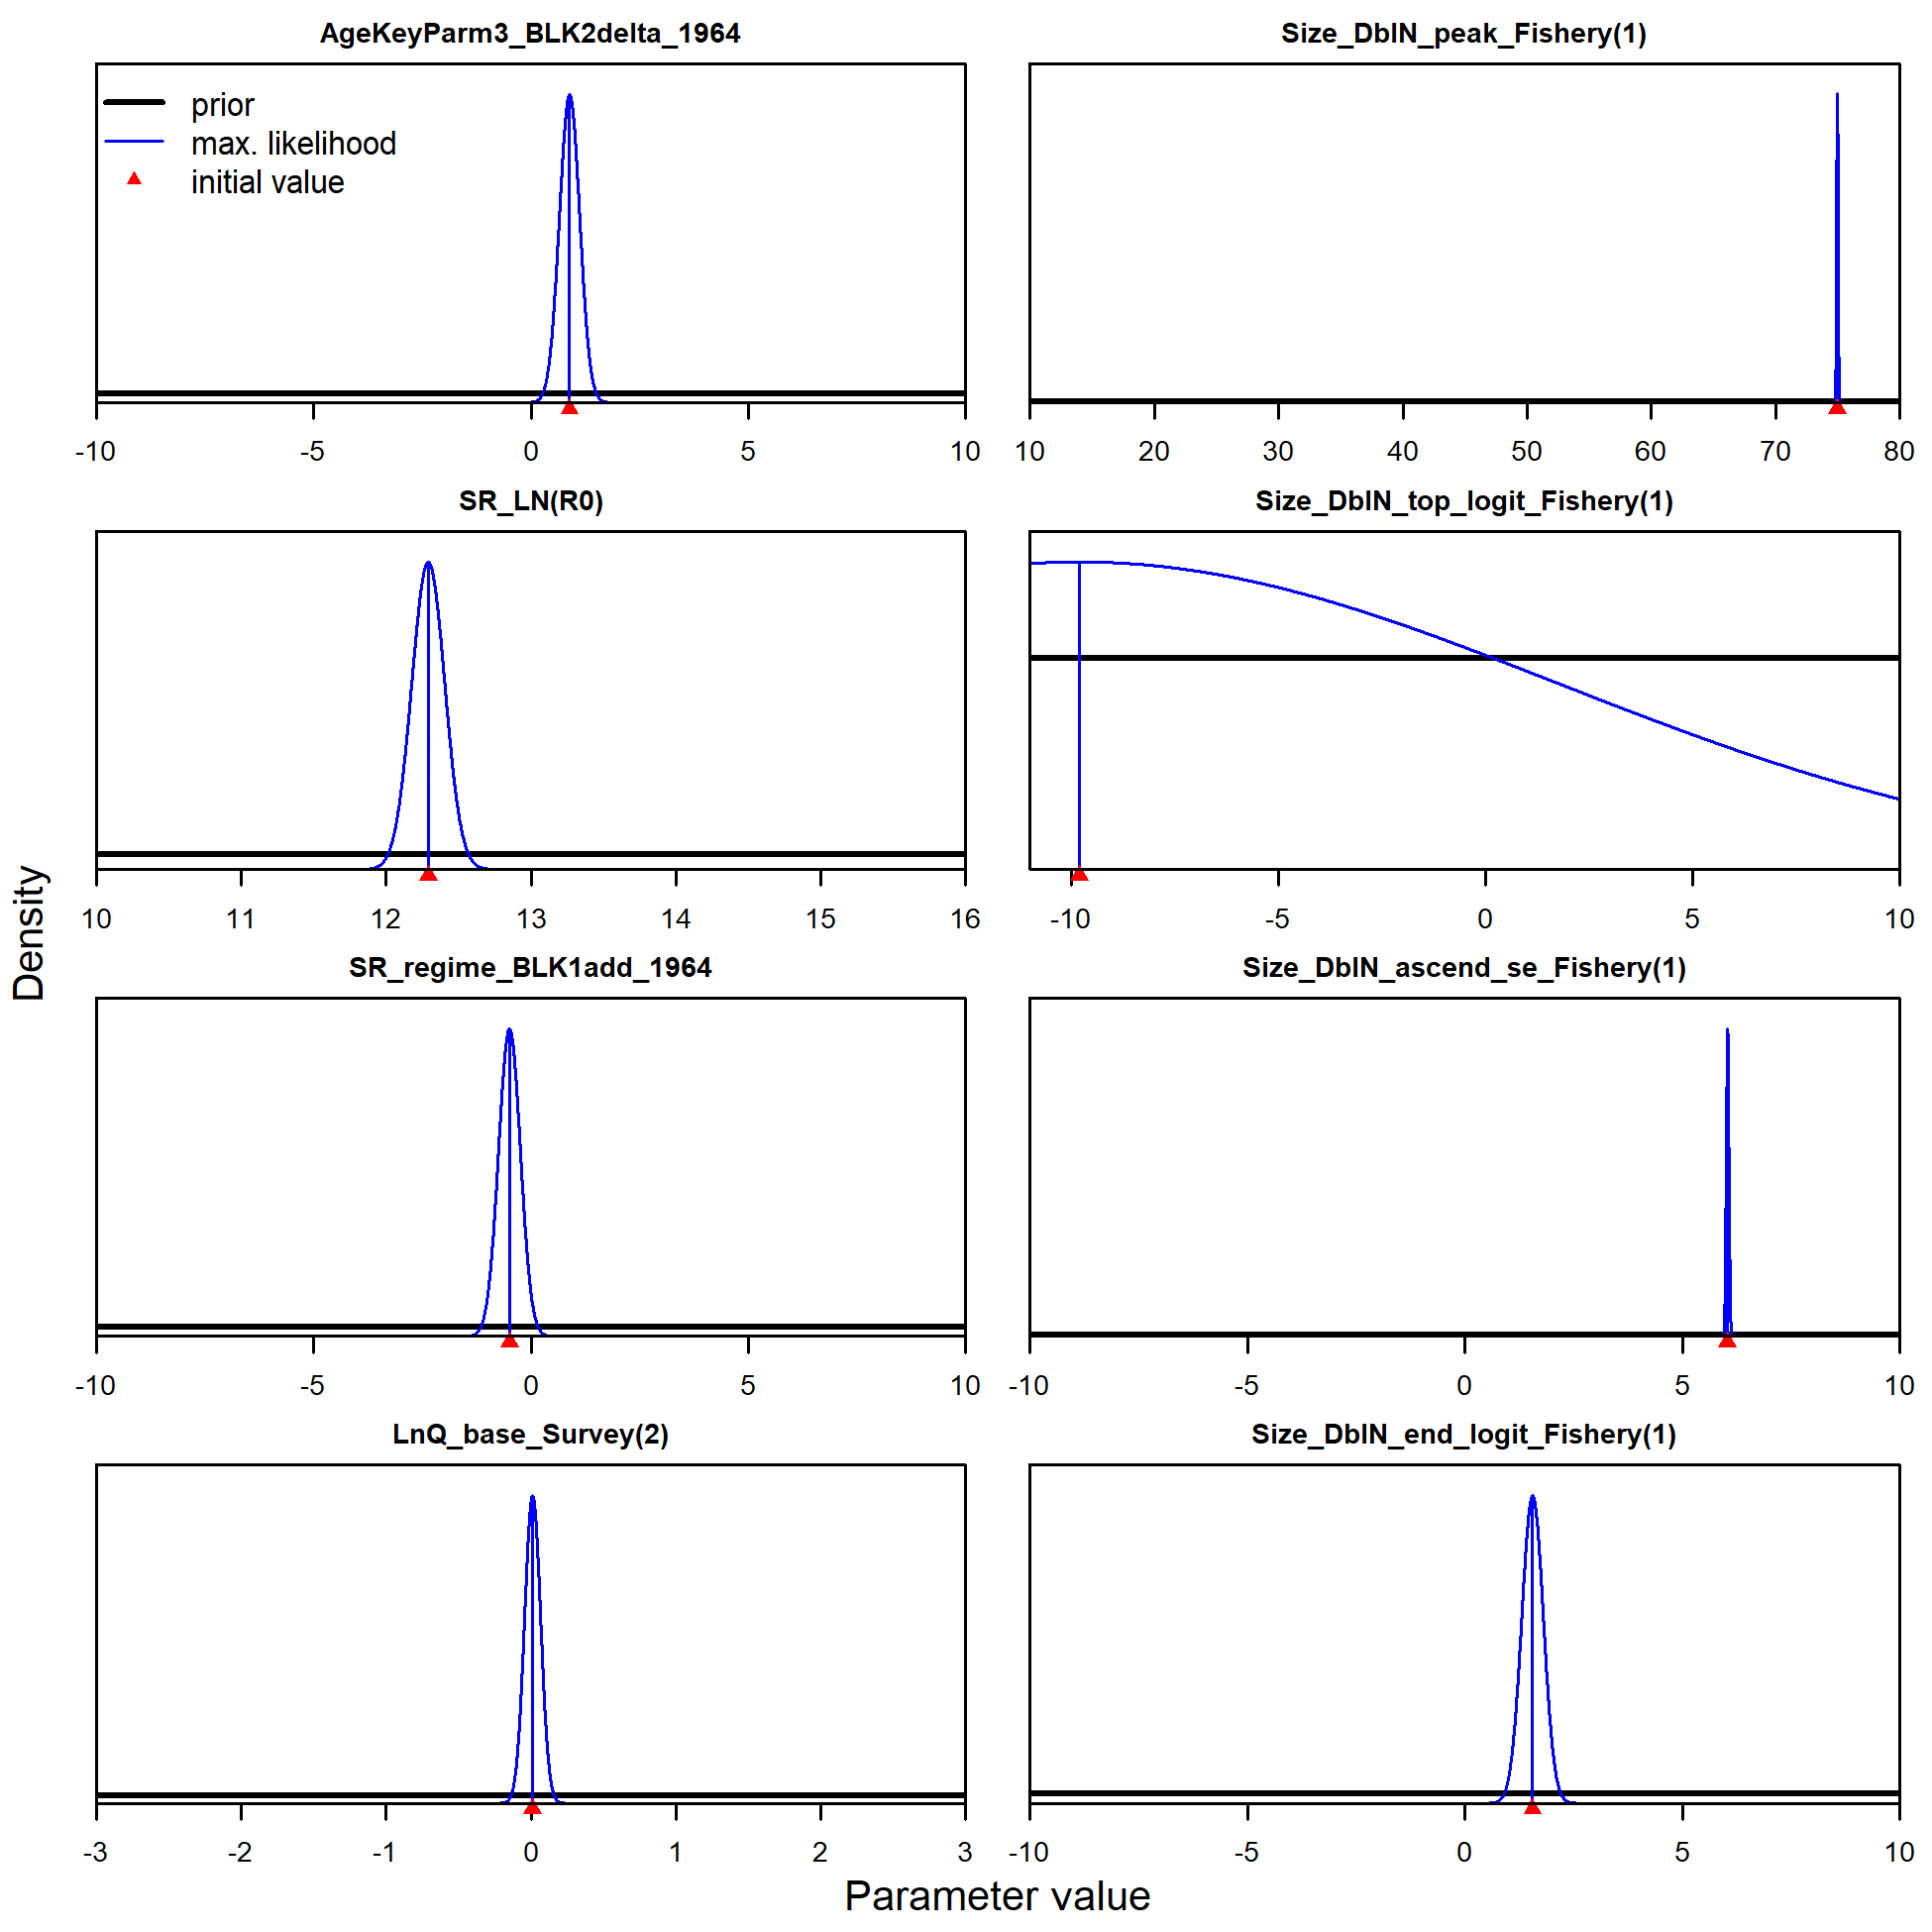 AgeKeyParm3_BLK2delta_1964
prior
max. likelihood
initial value
-10 -5 0 5 10
Size_DblN_peak_Fishery(1)
10 20 30 40 50 60 70 80
SR_LN(R0)
10 11 12 13 14 15 16
Size_DblN_top_logit_Fishery(1)
-10 -5 0 5 10
SR_regime_BLK1add_1964
-10 -5 0 5 10
Size_DblN_ascend_se_Fishery(1)
-10 -5 0 5 10
LnQ_base_Survey(2)
-3 -2 -1 0 1 2 3
Size_DblN_end_logit_Fishery(1)
-10 -5 0 5 10
Density
Parameter value